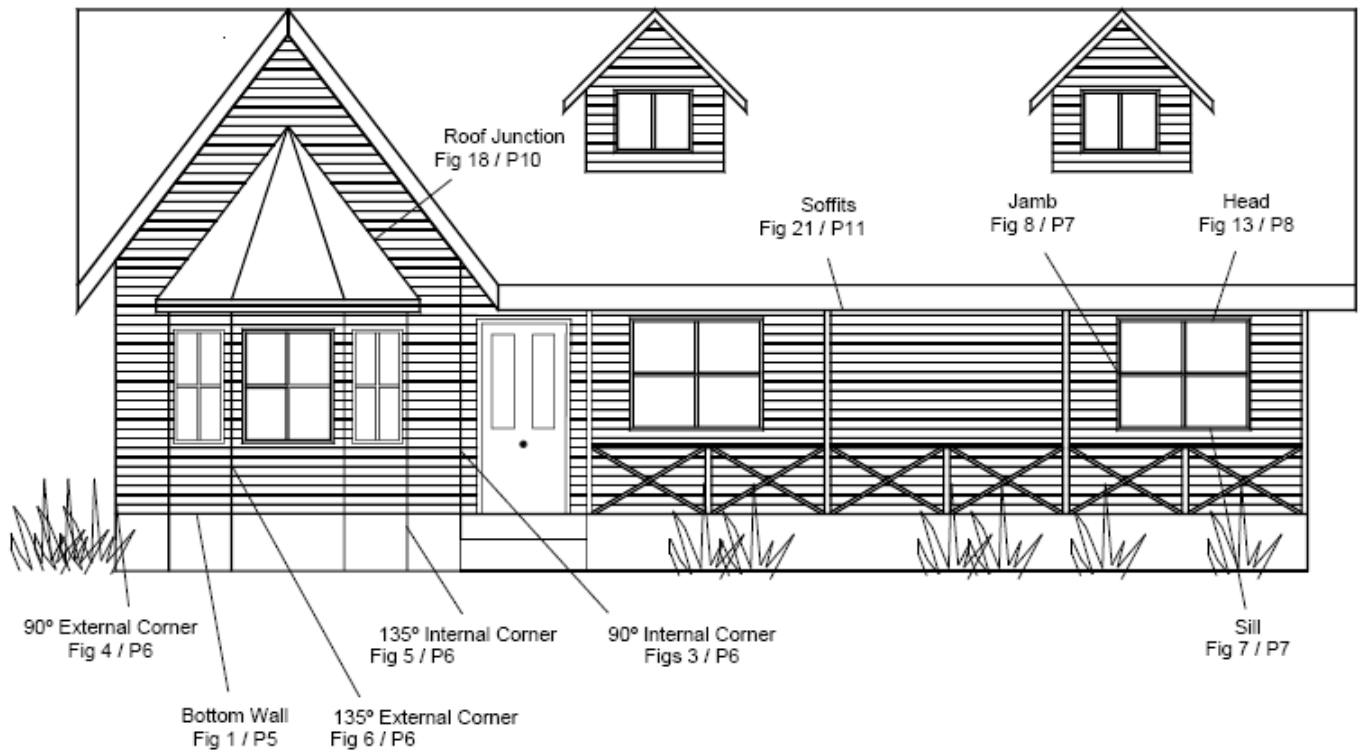 Roof Junction
Fig 18 / P10
Soffits
Fig 21 / P11
Jamb
Fig 8 / P7
Head
Fig 13 / P8
90º External Corner
Fig 4 / P6
135º Internal Corner
Fig 5 / P6
90º Internal Corner
Figs 3 / P6
Sill
Fig 7 / P7
Bottom Wall
Fig 1 / P5
135º External Corner
Fig 6 / P6